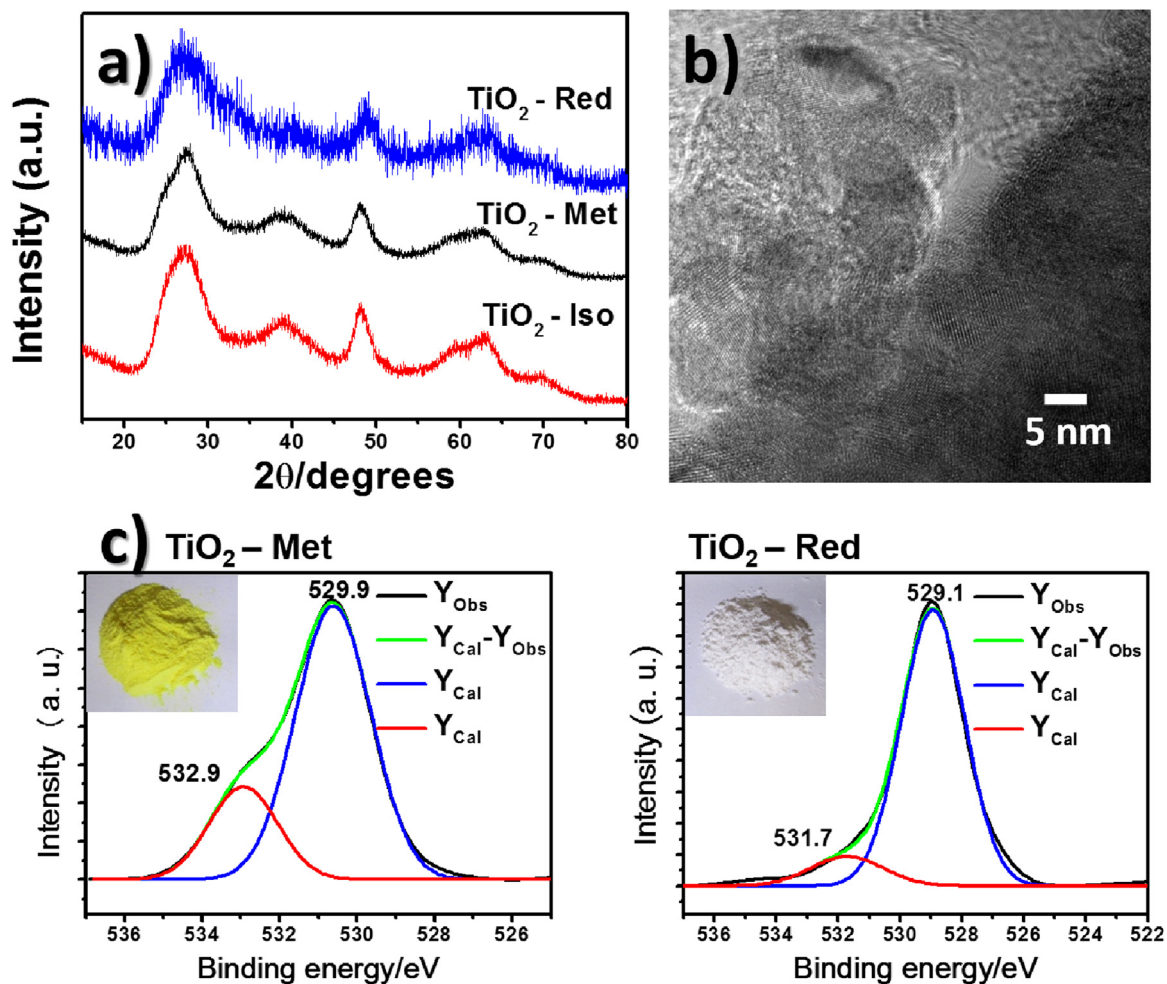 a)
TiO2 - Red
TiO2 - Met
TiO2 - Iso
Intensity (a.u.)
20 30 40 50 60 70 80
2θ/degrees
b)
5 nm
c) TiO2 – Met
529.9
532.9
YObs
YCal-YObs
YCal
YCal
Intensity ( a. u.)
536 534 532 530 528 526
Binding energy/eV
TiO2 – Red
529.1
531.7
YObs
YCal-YObs
YCal
YCal
Intensity (a. u.)
536 534 532 530 528 526 524 522
Binding energy/eV